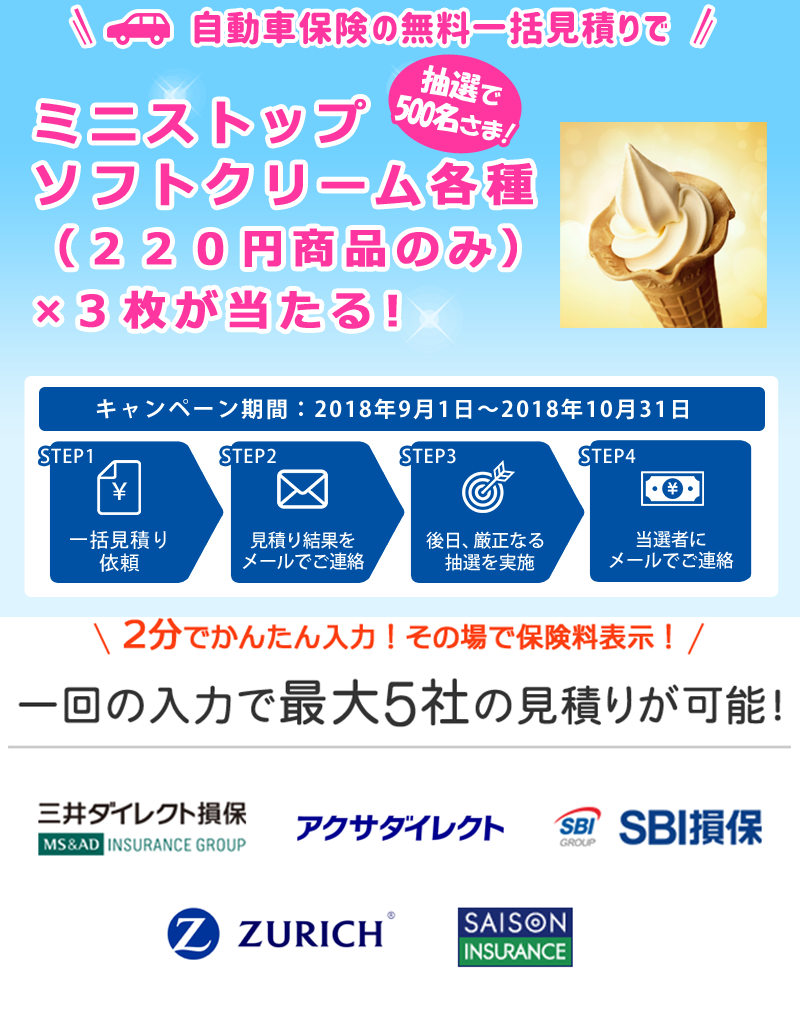 自動車保険の無料一括見積りで
抽選で
500名さま!
ミニストップ
ソフトクリーム各種
（２２０円商品のみ）
×３枚が当たる!
キャンペーン期間：2018年9月1日～2018年10月31日
STEP1
¥
一括見積り
依頼
STEP2
見積り結果を
メールでご連絡
STEP3
後日、厳正なる
抽選を実施
STEP4
¥
当選者に
メールでご連絡
\ 2分でかんたん入力！その場で保険料表示！ /
一回の入力で最大5社の見積りが可能!
三井ダイレクト損保
MS&AD INSURANCE GROUP
アクサダイレクト
SBI
GROUP
SBI損保
Z ZURICH®
SAISON
INSURANCE